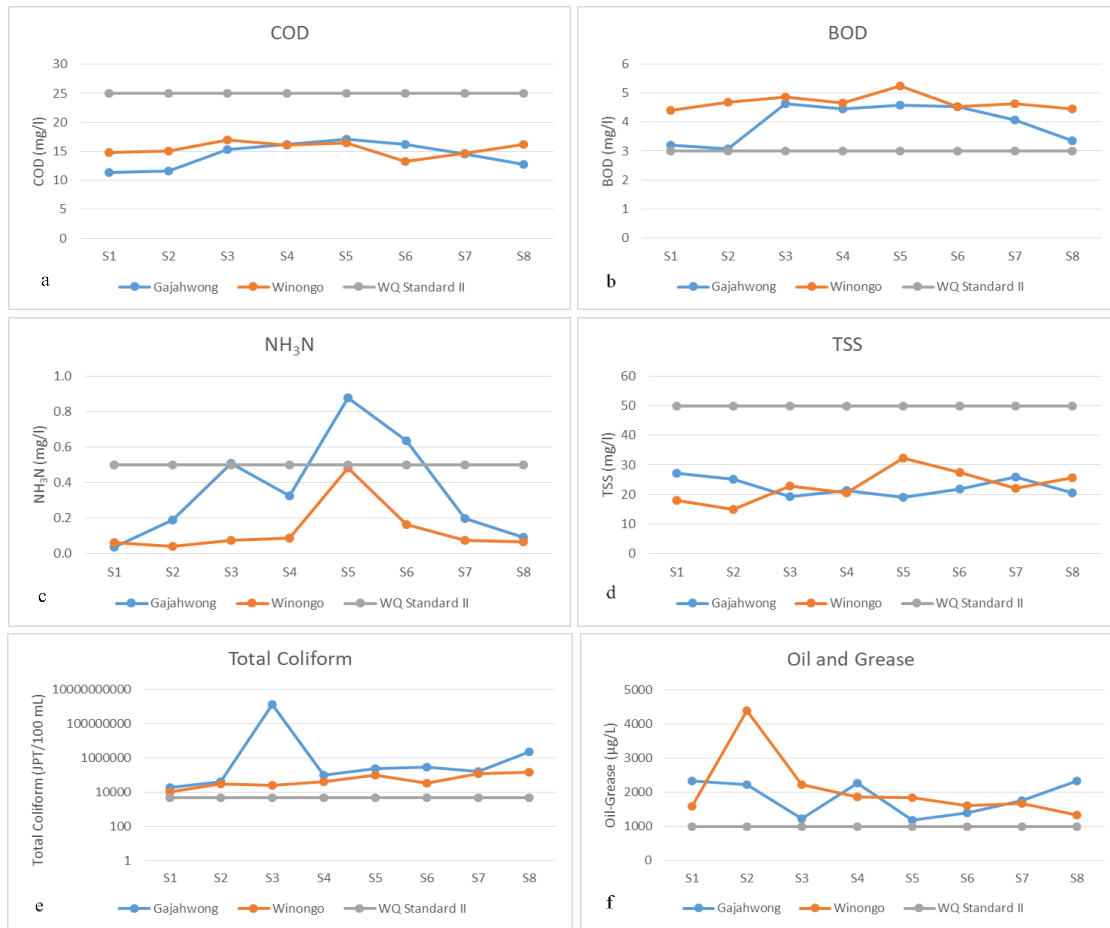 COD
COD (mg/l)
30
25
20
15
10
5
0
S1 S2 S3 S4 S5 S6 S7 S8
a
Gajahwong Winongo WQ Standard II
BOD
BOD (mg/l)
6
5
4
3
2
1
0
S1 S2 S3 S4 S5 S6 S7 S8
b
Gajahwong Winongo WQ Standard II
NH₃N
NH₃N (mg/l)
1.0
0.8
0.6
0.4
0.2
0.0
S1 S2 S3 S4 S5 S6 S7 S8
c
Gajahwong Winongo WQ Standard II
TSS
TSS (mg/l)
60
50
40
30
20
10
0
S1 S2 S3 S4 S5 S6 S7 S8
d
Gajahwong Winongo WQ Standard II
Total Coliform
Total Coliform (JPT/100 mL)
10000000000
100000000
1000000
10000
100
1
S1 S2 S3 S4 S5 S6 S7 S8
e
Gajahwong Winongo WQ Standard II
Oil and Grease
Oil-Grease (µg/L)
5000
4000
3000
2000
1000
0
S1 S2 S3 S4 S5 S6 S7 S8
f
Gajahwong Winongo WQ Standard II